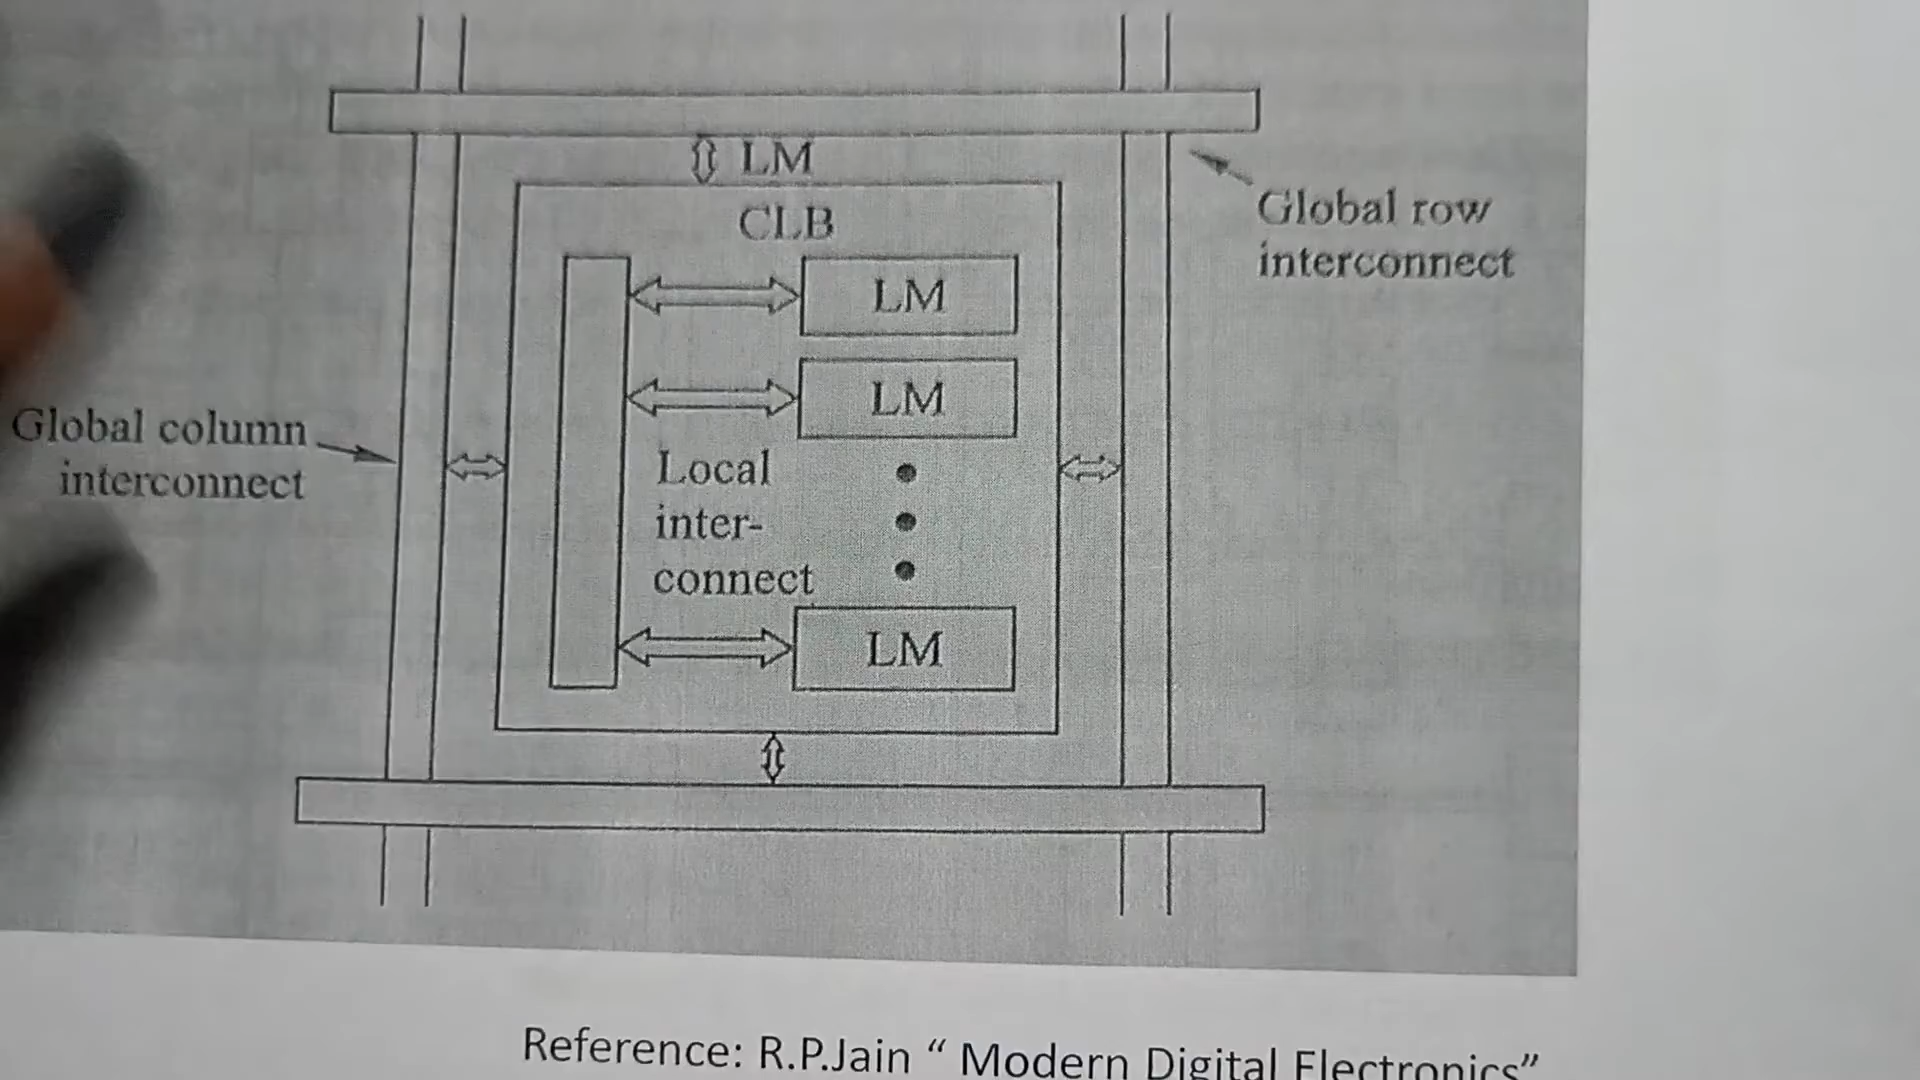 LM
CLB
Global row
interconnect
LM
LM
Global column
interconnect
Local
inter-
connect
LM
Reference: R.P.Jain “ Modern Digital Electronics”